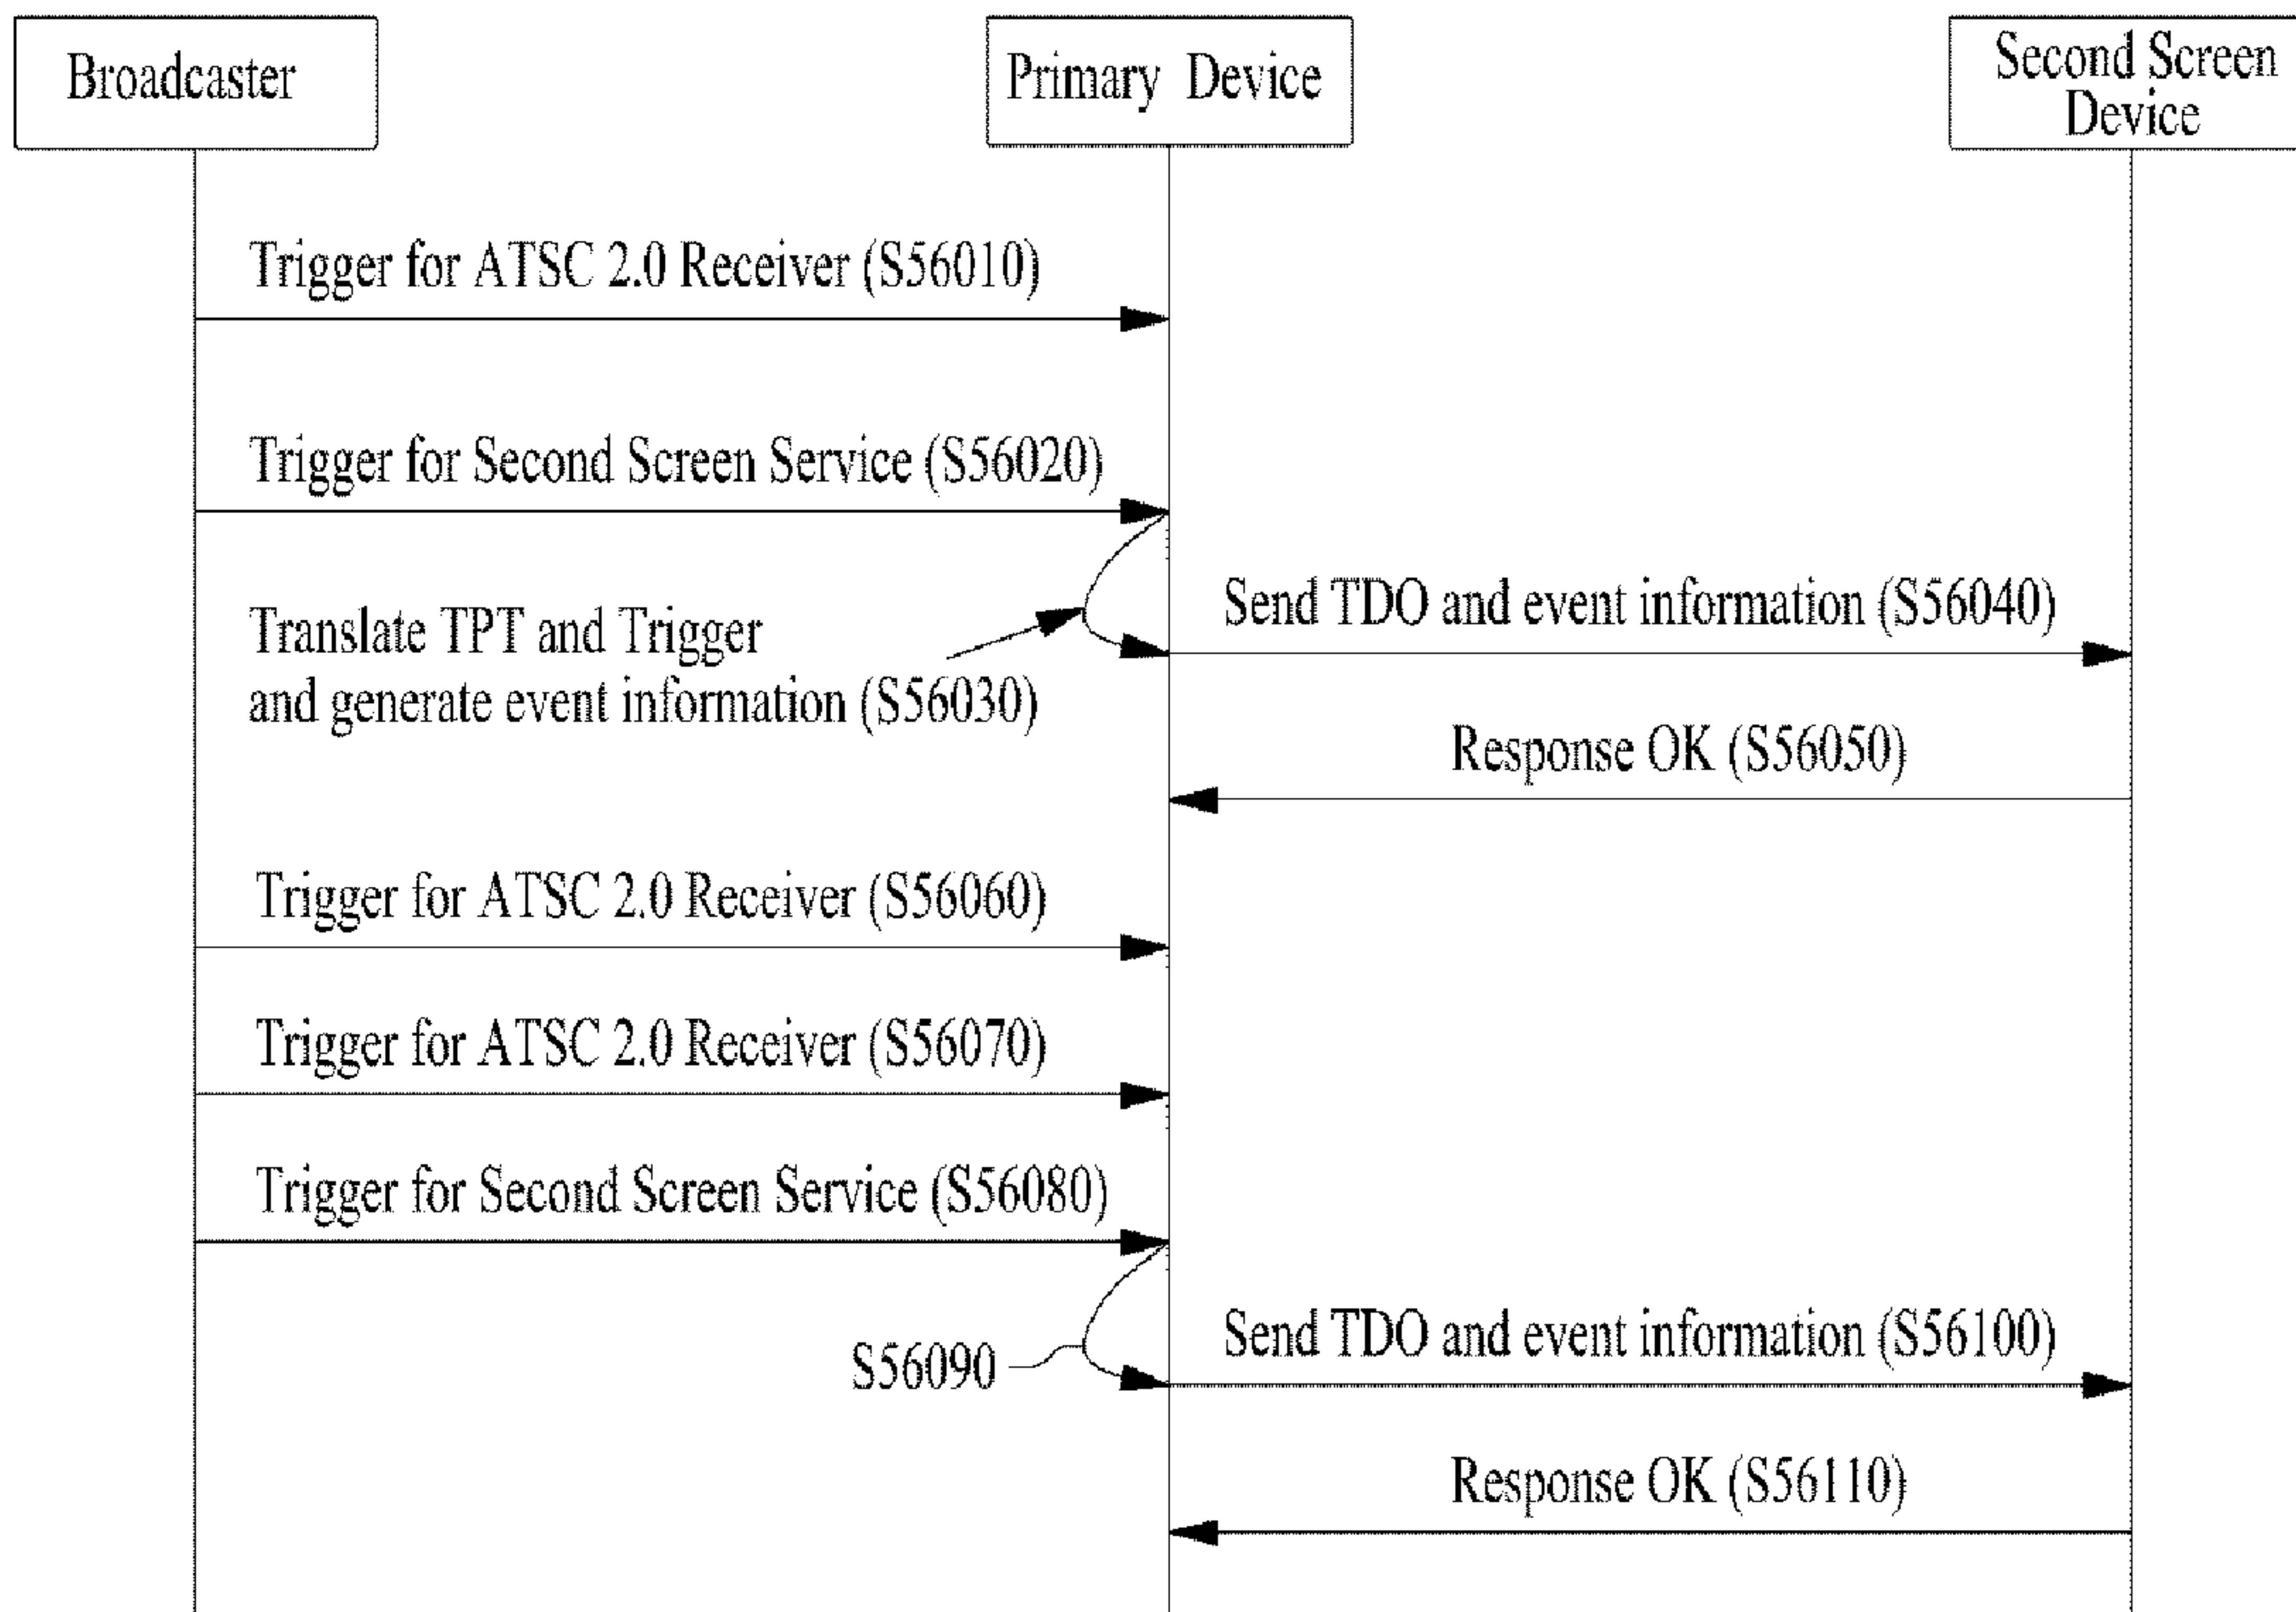 Broadcaster
Primary Device
Second Screen
Device
Trigger for ATSC 2.0 Receiver (S56010)
Trigger for Second Screen Service (S56020)
Translate TPT and Trigger
and generate event information (S56030)
Send TDO and event information (S56040)
Response OK (S56050)
Trigger for ATSC 2.0 Receiver (S56060)
Trigger for ATSC 2.0 Receiver (S56070)
Trigger for Second Screen Service (S56080)
S56090
Send TDO and event information (S56100)
Response OK (S56110)